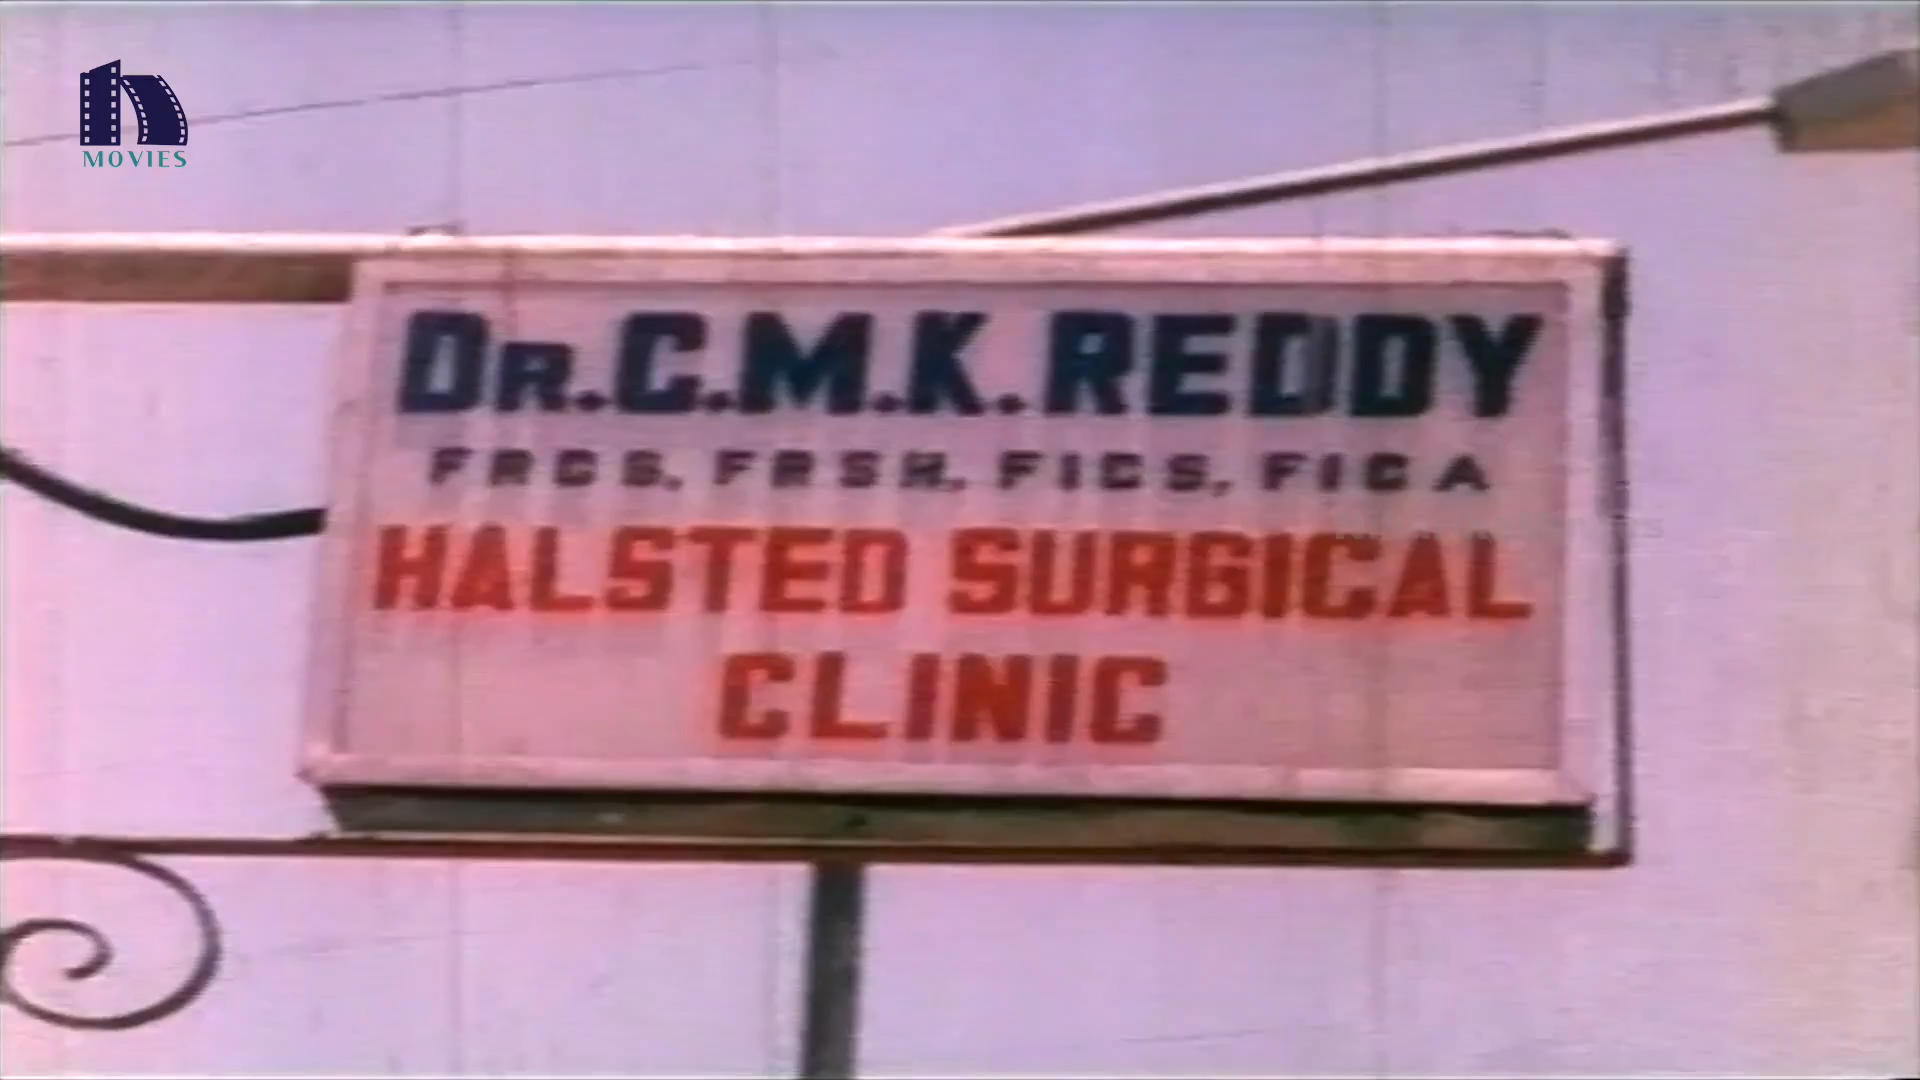 MOVIES
DR.C.M.K.REDDY
FRCS, FRSH, FICS, FICA
HALSTED SURGICAL
CLINIC